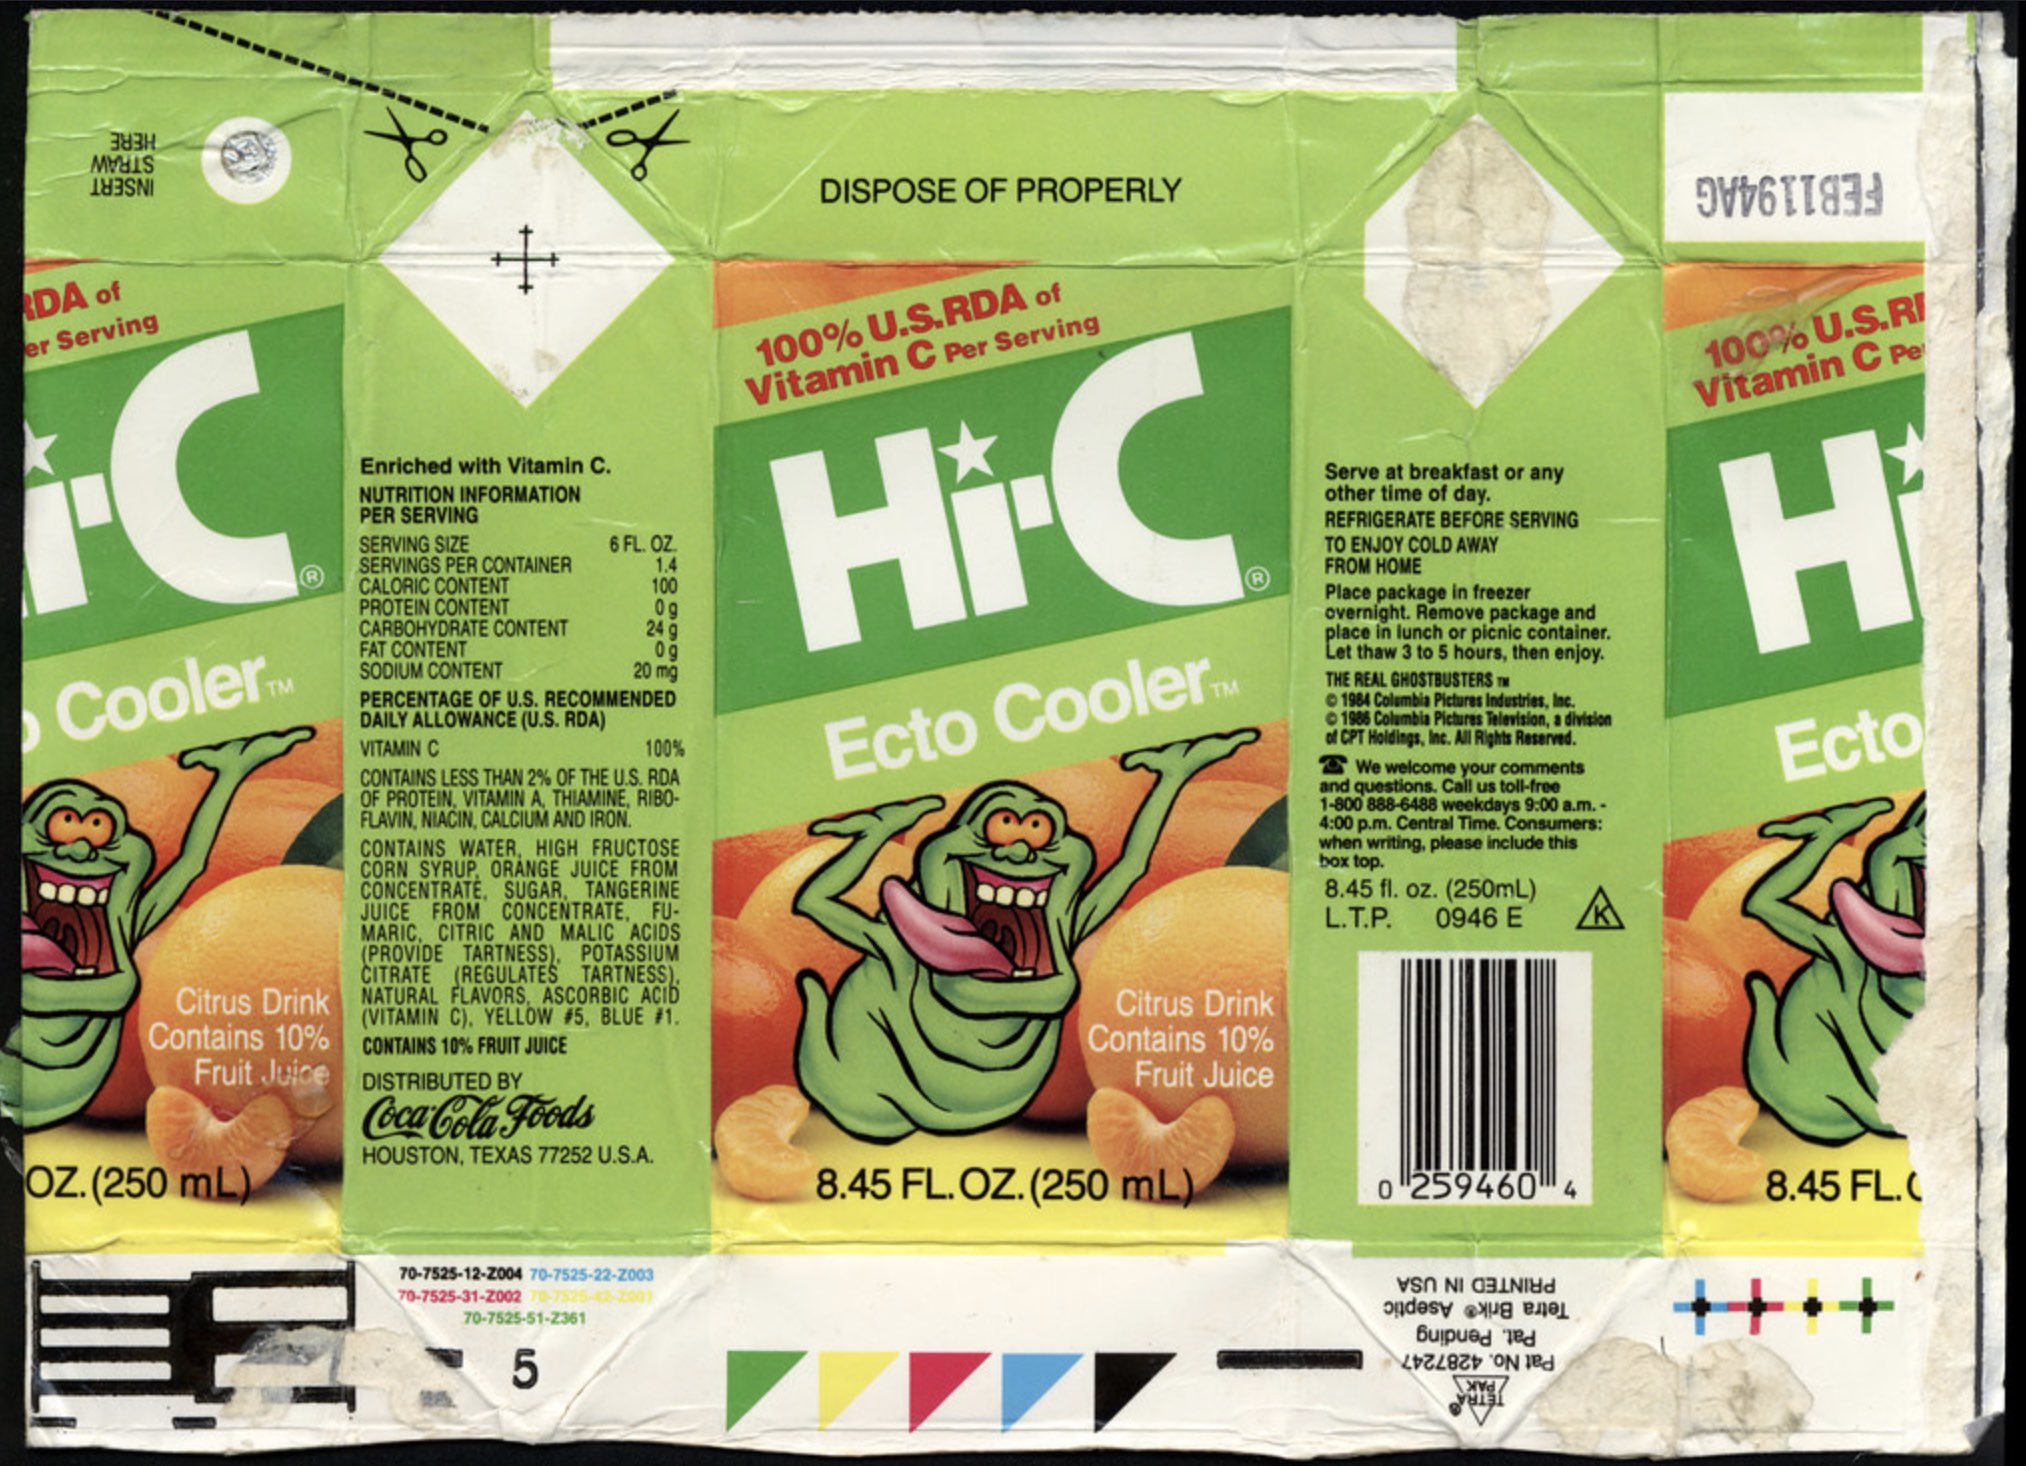 INSERT
STRAW
HERE
DISPOSE OF PROPERLY
FEB1194AG
RDA of
er Serving
i-C
®
Cooler™
Citrus Drink
Contains 10%
Fruit Juice
OZ. (250 mL)
Enriched with Vitamin C.
NUTRITION INFORMATION
PER SERVING
SERVING SIZE 6 FL. OZ.
SERVINGS PER CONTAINER 1.4
CALORIC CONTENT 100
PROTEIN CONTENT 0 g
CARBOHYDRATE CONTENT 24 g
FAT CONTENT 0 g
SODIUM CONTENT 20 mg
PERCENTAGE OF U.S. RECOMMENDED
DAILY ALLOWANCE (U.S. RDA)
VITAMIN C 100%
CONTAINS LESS THAN 2% OF THE U.S. RDA
OF PROTEIN, VITAMIN A, THIAMINE, RIBO-
FLAVIN, NIACIN, CALCIUM AND IRON.
CONTAINS WATER, HIGH FRUCTOSE
CORN SYRUP, ORANGE JUICE FROM
CONCENTRATE, SUGAR, TANGERINE
JUICE FROM CONCENTRATE, FU-
MARIC, CITRIC AND MALIC ACIDS
(PROVIDE TARTNESS), POTASSIUM
CITRATE (REGULATES TARTNESS),
NATURAL FLAVORS, ASCORBIC ACID
(VITAMIN C), YELLOW #5, BLUE #1.
CONTAINS 10% FRUIT JUICE
DISTRIBUTED BY
Coca-Cola Foods
HOUSTON, TEXAS 77252 U.S.A.
100% U.S.RDA of
Vitamin C Per Serving
Hi-C
®
Ecto Cooler™
Citrus Drink
Contains 10%
Fruit Juice
8.45 FL. OZ. (250 mL)
Serve at breakfast or any
other time of day.
REFRIGERATE BEFORE SERVING
TO ENJOY COLD AWAY
FROM HOME
Place package in freezer
overnight. Remove package and
place in lunch or picnic container.
Let thaw 3 to 5 hours, then enjoy.
THE REAL GHOSTBUSTERS ™
© 1984 Columbia Pictures Industries, Inc.
© 1986 Columbia Pictures Television, a division
of CPT Holdings, Inc. All Rights Reserved.
☎ We welcome your comments
and questions. Call us toll-free
1-800 888-6488 weekdays 9:00 a.m. -
4:00 p.m. Central Time. Consumers:
when writing, please include this
box top.
8.45 fl. oz. (250mL)
L.T.P. 0946 E
K
0 259460 4
100% U.S.R
Vitamin C Pe
Hi
Ecto
8.45 FL.
70-7525-12-Z004 70-7525-22-Z003
70-7525-31-Z002
70-7525-51-Z361
5
TETRA
PAK
®
Pat No. 4287247
Pat. Pending
Tetra Brik® Aseptic
PRINTED IN USA